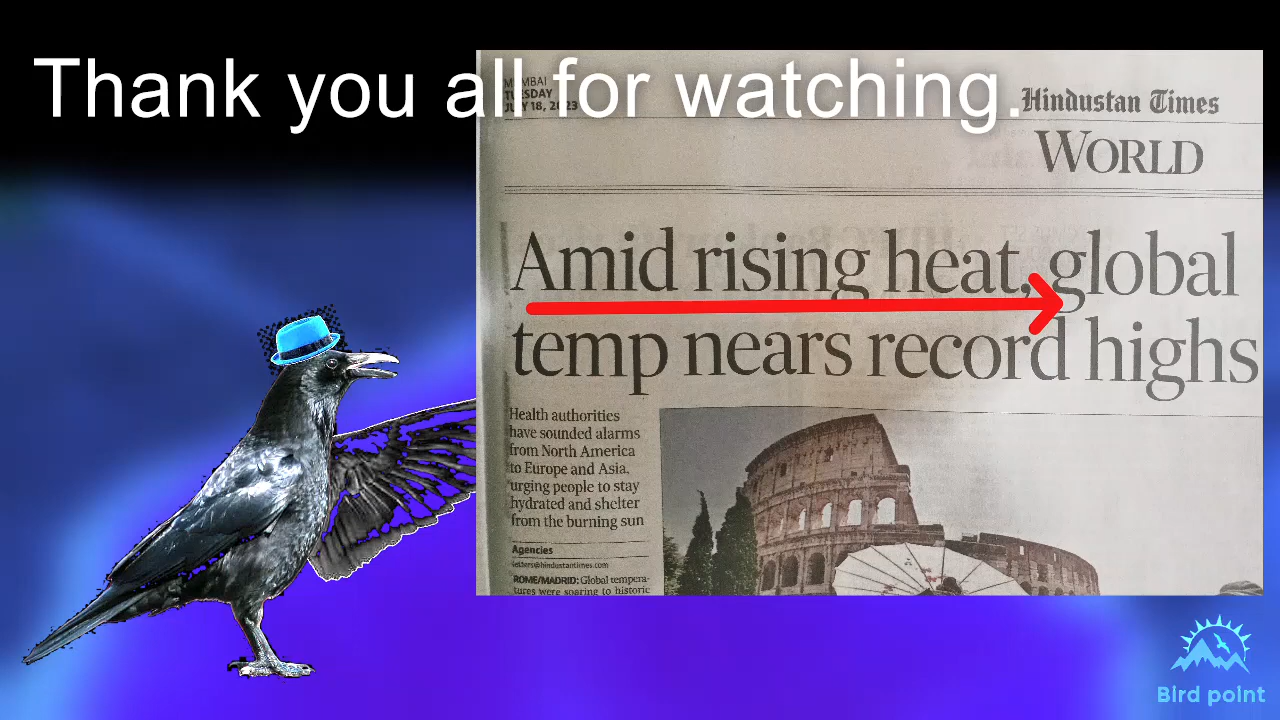 Thank you all for watching.
MUMBAI
TUESDAY
JULY 18, 2023
Hindustan Times
WORLD
Amid rising heat, global
temp nears record highs
Health authorities
have sounded alarms
from North America
to Europe and Asia,
urging people to stay
hydrated and shelter
from the burning sun
Agencies
letters@hindustantimes.com
ROME/MADRID: Global tempera-
tures were soaring to historic
Bird point